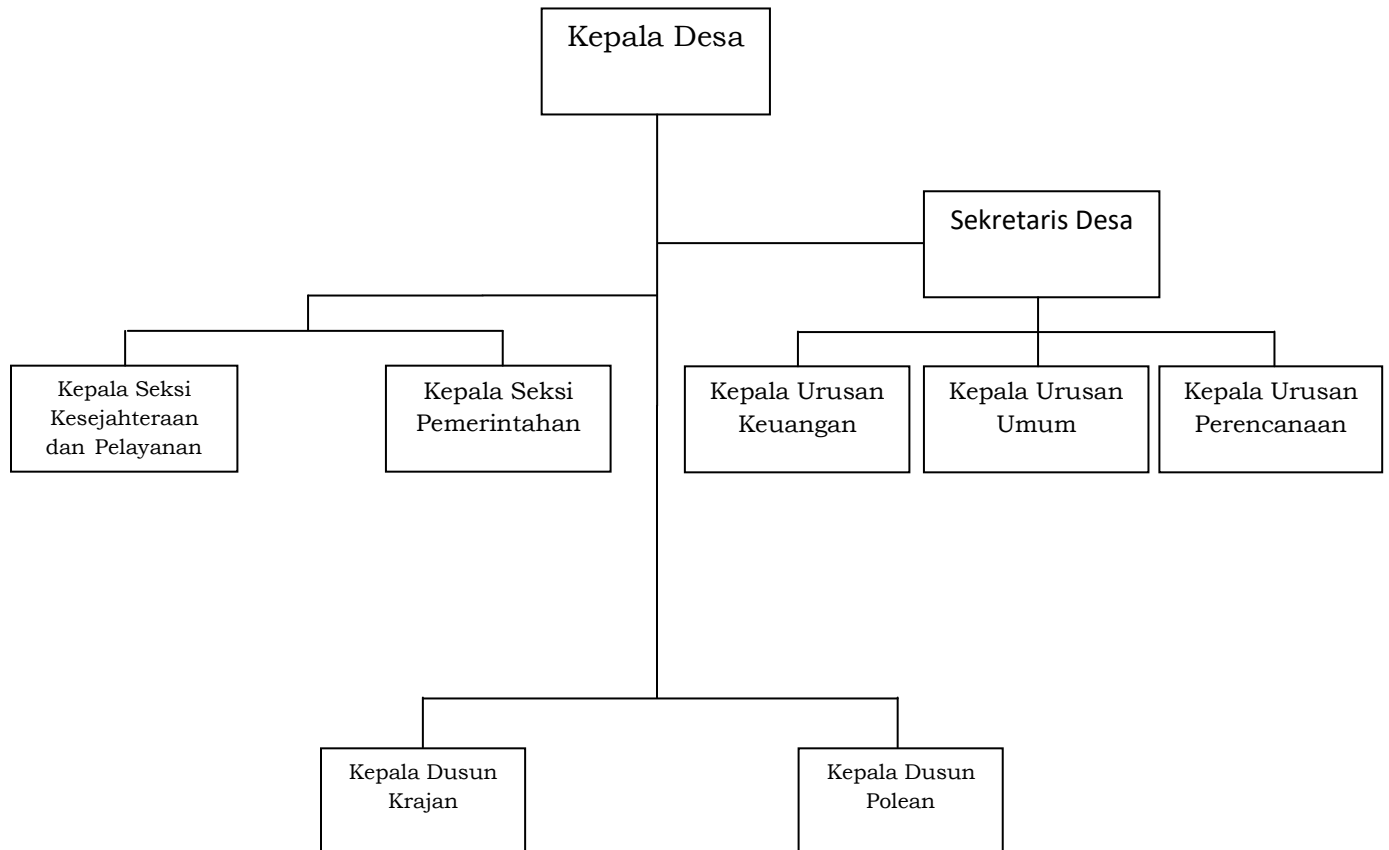 Kepala Desa
Sekretaris Desa
Kepala Seksi
Kesejahteraan
dan Pelayanan
Kepala Seksi
Pemerintahan
Kepala Urusan
Keuangan
Kepala Urusan
Umum
Kepala Urusan
Perencanaan
Kepala Dusun
Krajan
Kepala Dusun
Polean